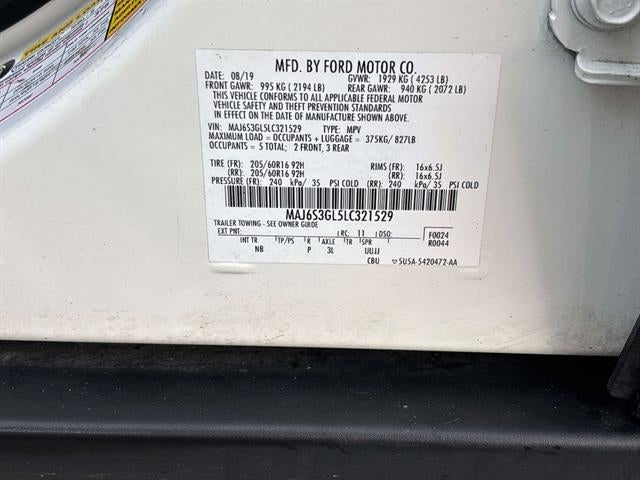 MFD. BY FORD MOTOR CO.
DATE: 08/19 GVWR: 1929 KG ( 4253 LB)
FRONT GAWR: 995 KG ( 2194 LB) REAR GAWR: 940 KG ( 2072 LB)
THIS VEHICLE CONFORMS TO ALL APPLICABLE FEDERAL MOTOR
VEHICLE SAFETY AND THEFT PREVENTION STANDARDS
IN EFFECT ON THE DATE OF MANUFACTURE SHOWN ABOVE.
VIN: MAJ6S3GL5LC321529 TYPE: MPV
MAXIMUM LOAD = OCCUPANTS + LUGGAGE = 375KG/ 827LB
OCCUPANTS = 5 TOTAL; 2 FRONT, 3 REAR
TIRE (FR): 205/60R16 92H RIMS (FR): 16x6.5J
(RR): 205/60R16 92H (RR): 16x6.5J
PRESSURE (FR): 240 kPa/ 35 PSI COLD (RR): 240 kPa/ 35 PSI COLD
MAJ6S3GL5LC321529
TRAILER TOWING - SEE OWNER GUIDE
EXT PNT: RC: 11 DSO: F0024
INT TR TP/PS R AXLE TR SPR R0044
NB P 3L UUJJ
CBU ▽5U5A-5420472-AA